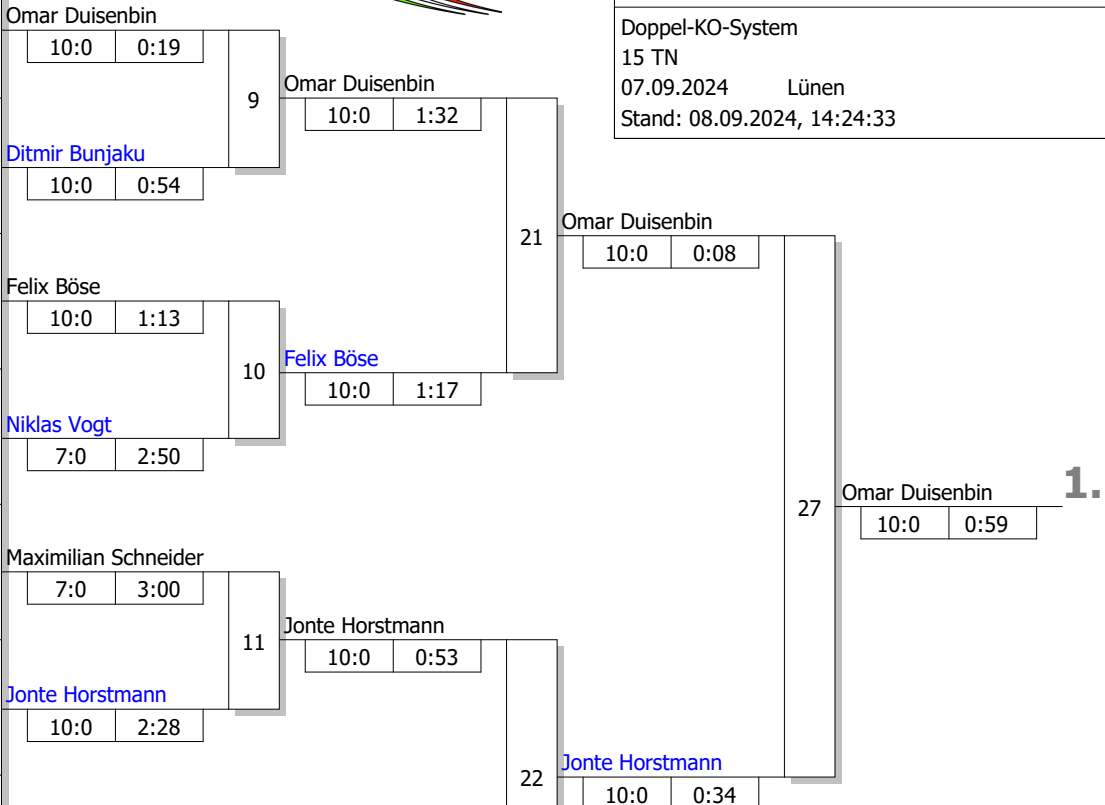 Omar Duisenbin
10:0 0:19
Doppel-KO-System
15 TN
07.09.2024 Lünen
Stand: 08.09.2024, 14:24:33
9
Omar Duisenbin
10:0 1:32
Ditmir Bunjaku
10:0 0:54
21
Omar Duisenbin
10:0 0:08
Felix Böse
10:0 1:13
10
Felix Böse
10:0 1:17
Niklas Vogt
7:0 2:50
27
Omar Duisenbin
10:0 0:59
1.
Maximilian Schneider
7:0 3:00
11
Jonte Horstmann
10:0 0:53
Jonte Horstmann
10:0 2:28
22
Jonte Horstmann
10:0 0:34